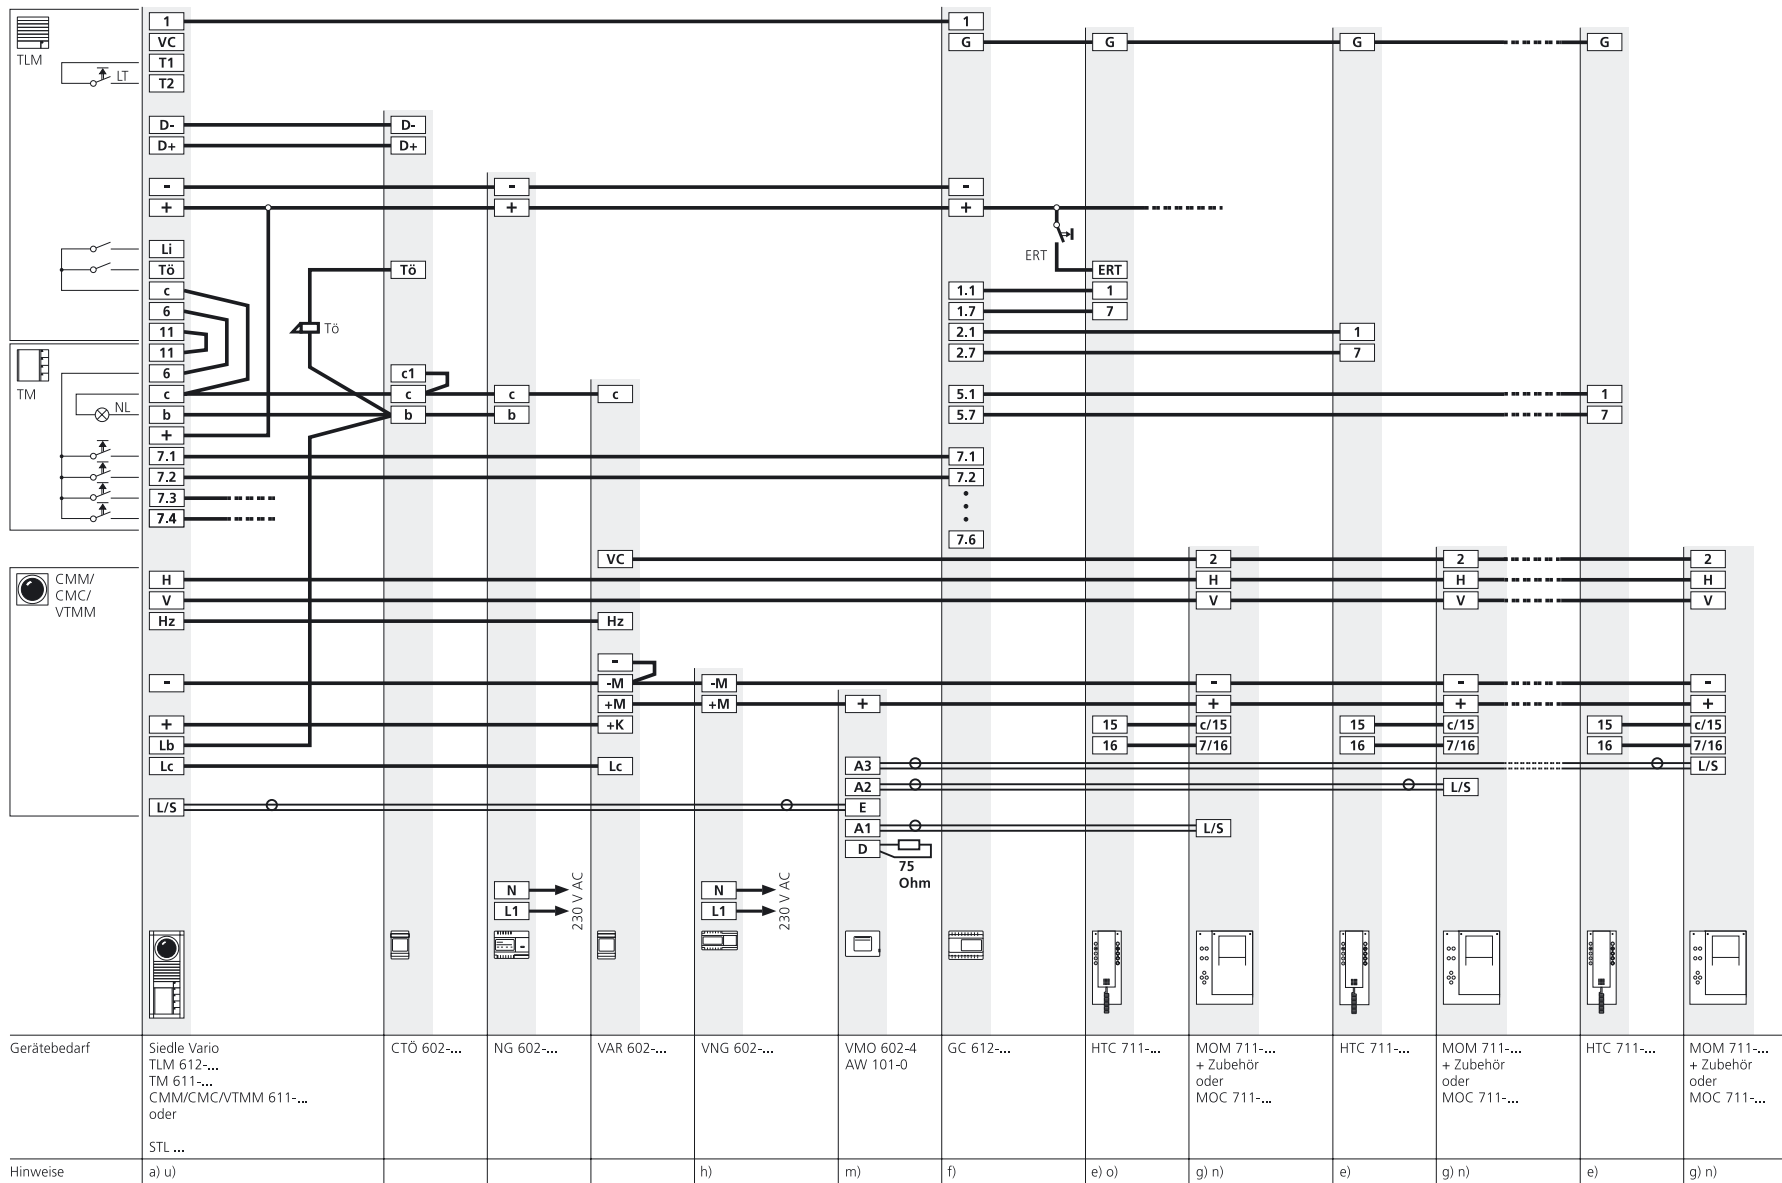 1 1
VC G G G G
TLM
T1
LT
T2
D- D-
D+ D+
- - -
+ + +
Li ERT
Tö Tö ERT
c 1.1 1
6 1.7 7
11 Tö 2.1 1
11 2.7 7
6 c1
TM c c c c 5.1 1
NL
b b b 5.7 7
+
7.1 7.1
7.2 7.2
7.3
7.4
7.6
VC 2 2 2
CMM/
CMC/
VTMM
H H H H
V V V V
Hz Hz
-
- -M -M - - -
+M +M + + + +
+ +K 15 c/15 15 c/15 15 c/15
Lb 16 7/16 16 7/16 16 7/16
Lc Lc A3 L/S
A2 L/S
L/S E
A1 L/S
D
75
Ohm
N N
L1 L1
230 V AC 230 V AC
Gerätebedarf
Siedle Vario
TLM 612-...
TM 611-...
CMM/CMC/VTMM 611-...
oder
STL ...
CTÖ 602-...
NG 602-...
VAR 602-...
VNG 602-...
VMO 602-4
AW 101-0
GC 612-...
HTC 711-...
MOM 711-...
+ Zubehör
oder
MOC 711-...
HTC 711-...
MOM 711-...
+ Zubehör
oder
MOC 711-...
HTC 711-...
MOM 711-...
+ Zubehör
oder
MOC 711-...
Hinweise a) u) h) m) f) e) o) g) n) e) g) n) e) g) n)